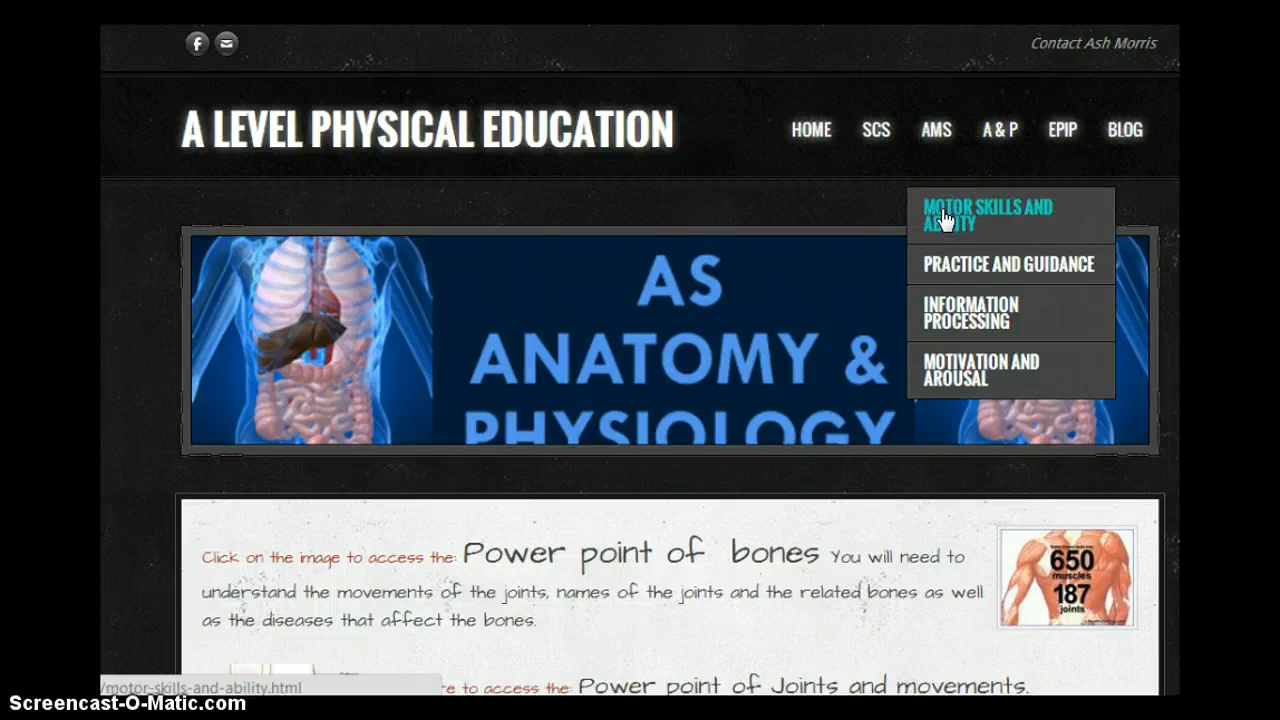 Contact Ash Morris
A LEVEL PHYSICAL EDUCATION
HOME SCS AMS A & P EPIP BLOG
MOTOR SKILLS AND
ABILITY
PRACTICE AND GUIDANCE
INFORMATION
PROCESSING
MOTIVATION AND
AROUSAL
AS
ANATOMY &
PHYSIOLOGY
Click on the image to access the: Power point of bones You will need to
understand the movements of the joints, names of the joints and the related bones as well
as the diseases that affect the bones.
650
muscles
187
joints
re to access the: Power point of Joints and movements.
/motor-skills-and-ability.html
Screencast-O-Matic.com